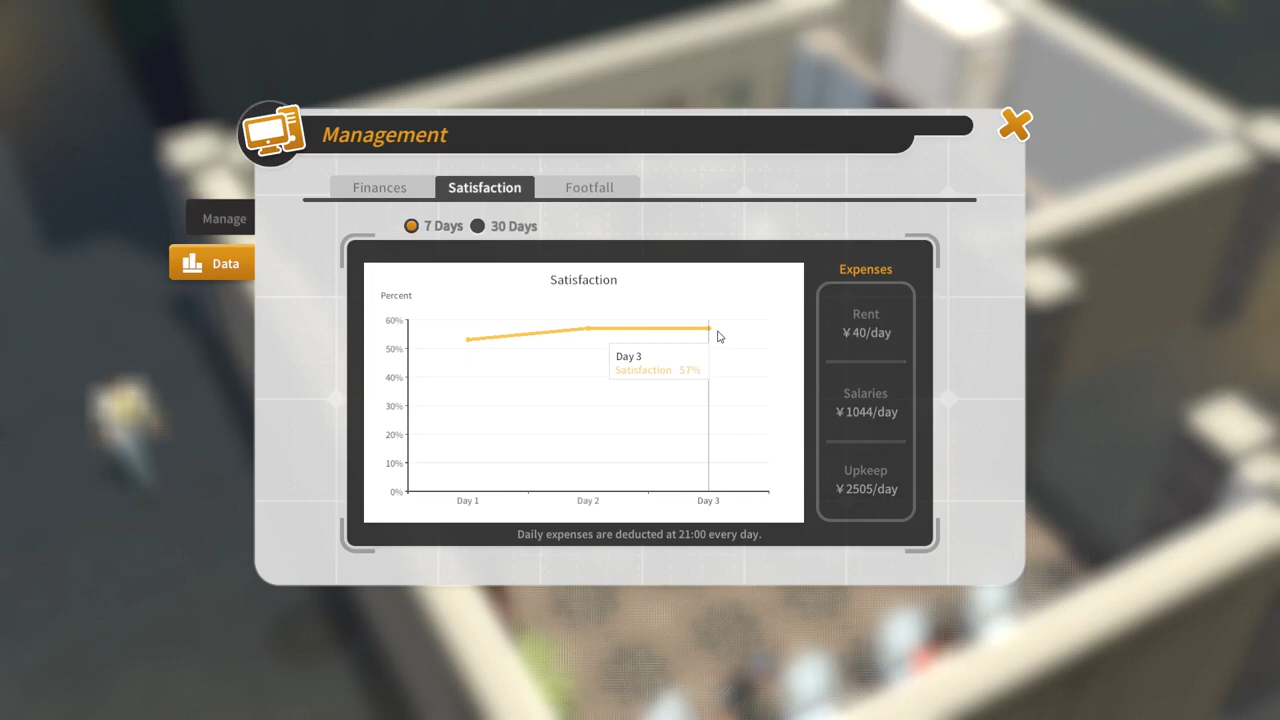 Management
Finances
Satisfaction
Footfall
Manage
Data
7 Days
30 Days
Satisfaction
Percent
60%
50%
40%
30%
20%
10%
0%
Day 1
Day 2
Day 3
Day 3
Satisfaction 57%
Expenses
Rent
¥40/day
Salaries
¥1044/day
Upkeep
¥2505/day
Daily expenses are deducted at 21:00 every day.